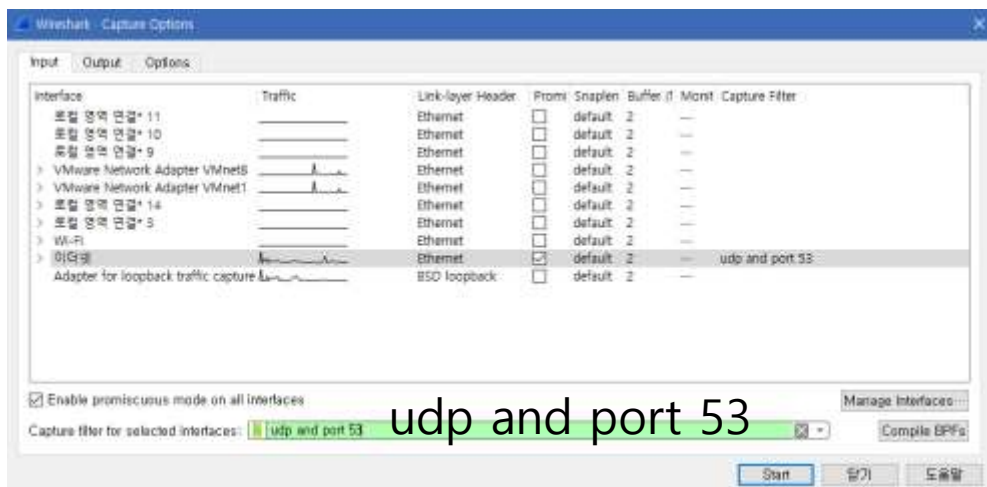 Wireshark · Capture Options
Input Output Options
Interface Traffic Link-layer Header Promi Snaplen Buffer (M Monit Capture Filter
로컬 영역 연결* 11 Ethernet default 2 —
로컬 영역 연결* 10 Ethernet default 2 —
로컬 영역 연결* 9 Ethernet default 2 —
VMware Network Adapter VMnet8 Ethernet default 2 —
VMware Network Adapter VMnet1 Ethernet default 2 —
로컬 영역 연결* 14 Ethernet default 2 —
로컬 영역 연결* 3 Ethernet default 2 —
Wi-Fi Ethernet default 2 —
이더넷 Ethernet default 2 — udp and port 53
Adapter for loopback traffic capture BSD loopback default 2 —
Enable promiscuous mode on all interfaces
Manage Interfaces...
Capture filter for selected interfaces: udp and port 53
udp and port 53
Compile BPFs
Start 닫기 도움말